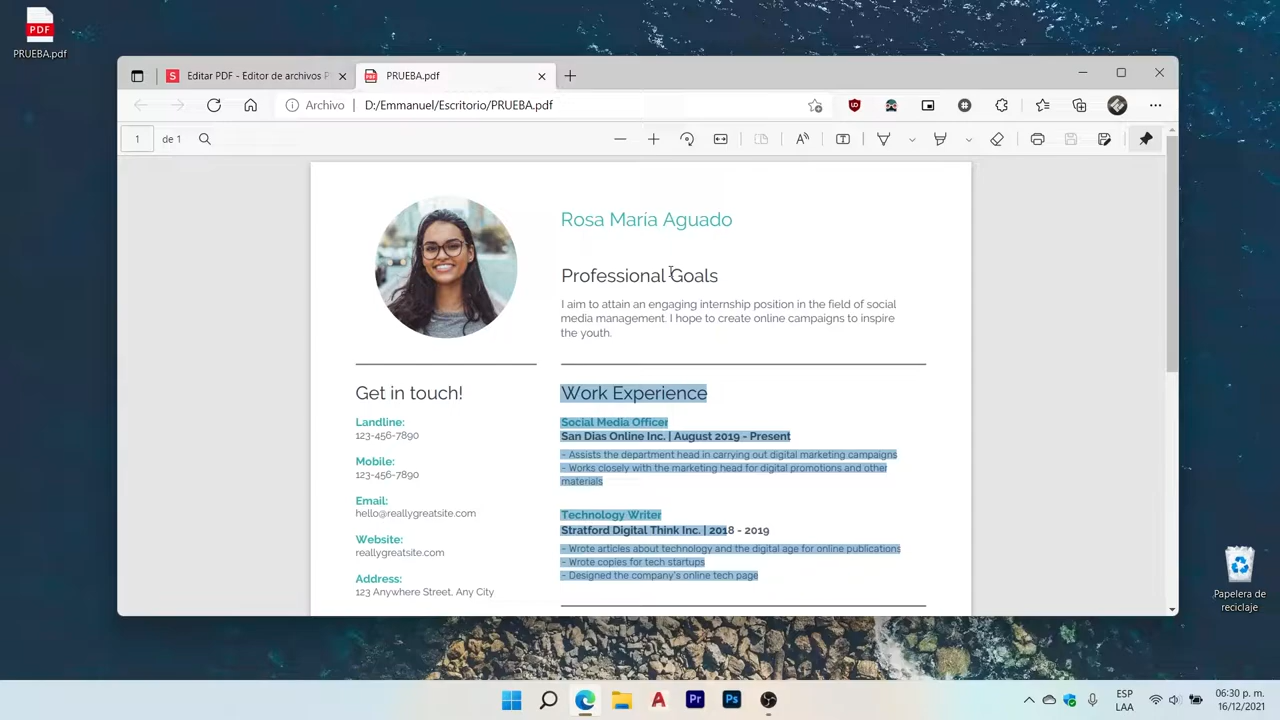 PDF
PRUEBA.pdf
Editar PDF - Editor de archivos P
PRUEBA.pdf
Archivo
D:/Emmanuel/Escritorio/PRUEBA.pdf
1 de 1
Rosa María Aguado
Professional Goals
I aim to attain an engaging internship position in the field of social
media management. I hope to create online campaigns to inspire
the youth.
Get in touch!
Landline:
123-456-7890
Mobile:
123-456-7890
Email:
hello@reallygreatsite.com
Website:
reallygreatsite.com
Address:
123 Anywhere Street, Any City
Work Experience
Social Media Officer
San Dias Online Inc. | August 2019 - Present
- Assists the department head in carrying out digital marketing campaigns
- Works closely with the marketing head for digital promotions and other
materials
Technology Writer
Stratford Digital Think Inc. | 2018 - 2019
- Wrote articles about technology and the digital age for online publications
- Wrote copies for tech startups
- Designed the company's online tech page
Papelera de
reciclaje
Pr
Ps
ESP
LAA
06:30 p. m.
16/12/2021